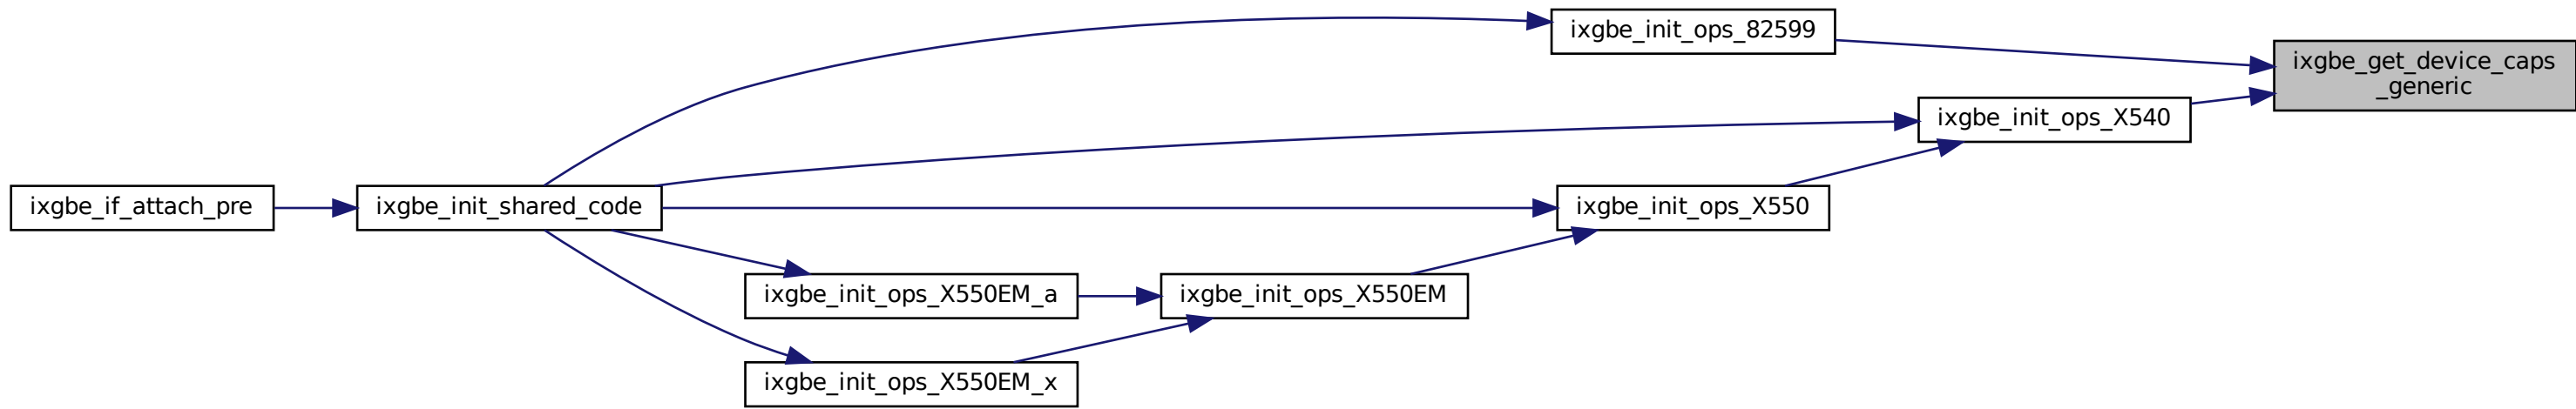 ixgbe_init_ops_82599
ixgbe_get_device_caps
_generic
ixgbe_init_ops_X540
ixgbe_if_attach_pre
ixgbe_init_shared_code
ixgbe_init_ops_X550
ixgbe_init_ops_X550EM_a
ixgbe_init_ops_X550EM
ixgbe_init_ops_X550EM_x